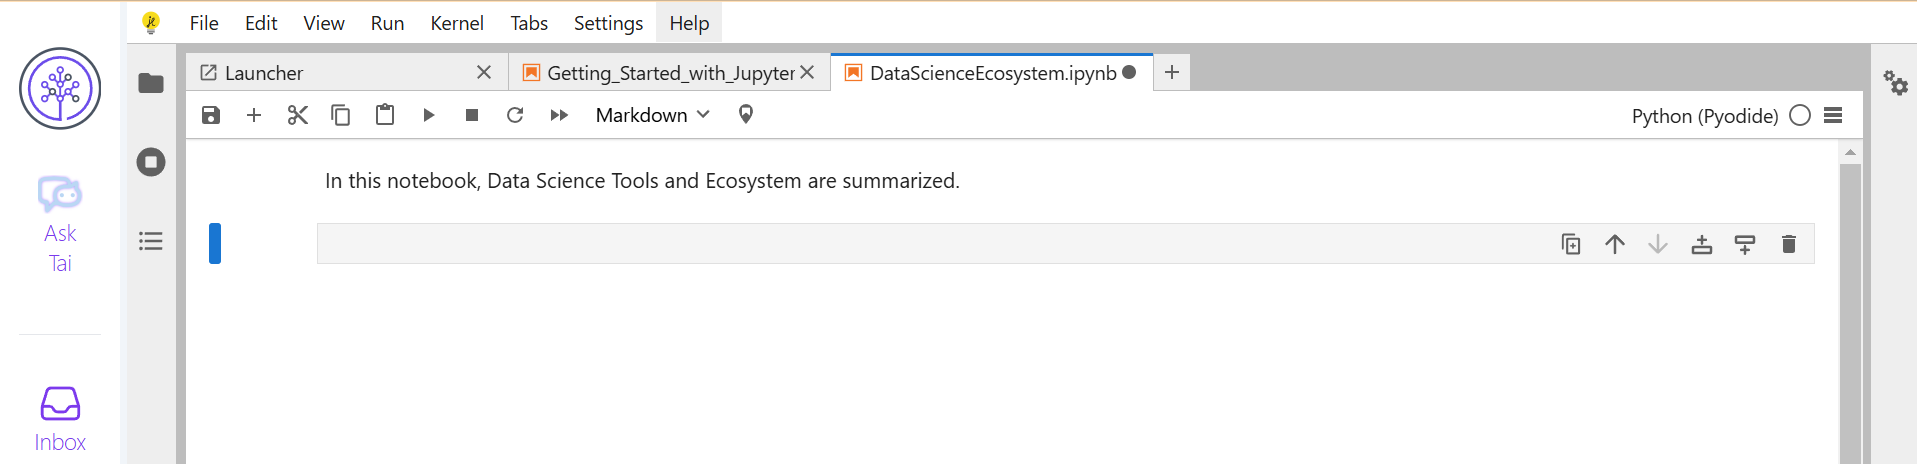 File Edit View Run Kernel Tabs Settings Help
Launcher Getting_Started_with_Jupyter DataScienceEcosystem.ipynb
Markdown Python (Pyodide)
In this notebook, Data Science Tools and Ecosystem are summarized.
Ask
Tai
Inbox